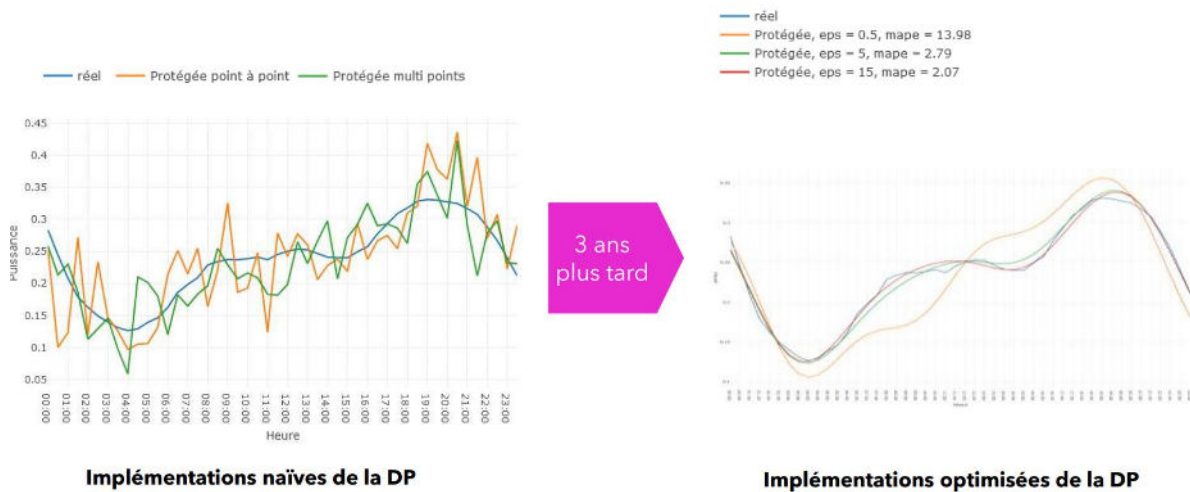 réel
Protégée point à point
Protégée multi points
0.45
0.4
0.35
0.3
0.25
0.2
0.15
0.1
0.05
Puissance
00:00
01:00
02:00
03:00
04:00
05:00
06:00
07:00
08:00
09:00
10:00
11:00
12:00
13:00
14:00
15:00
16:00
17:00
18:00
19:00
20:00
21:00
22:00
23:00
Heure
Implémentations naïves de la DP
3 ans
plus tard
réel
Protégée, eps = 0.5, mape = 13.98
Protégée, eps = 5, mape = 2.79
Protégée, eps = 15, mape = 2.07
Implémentations optimisées de la DP